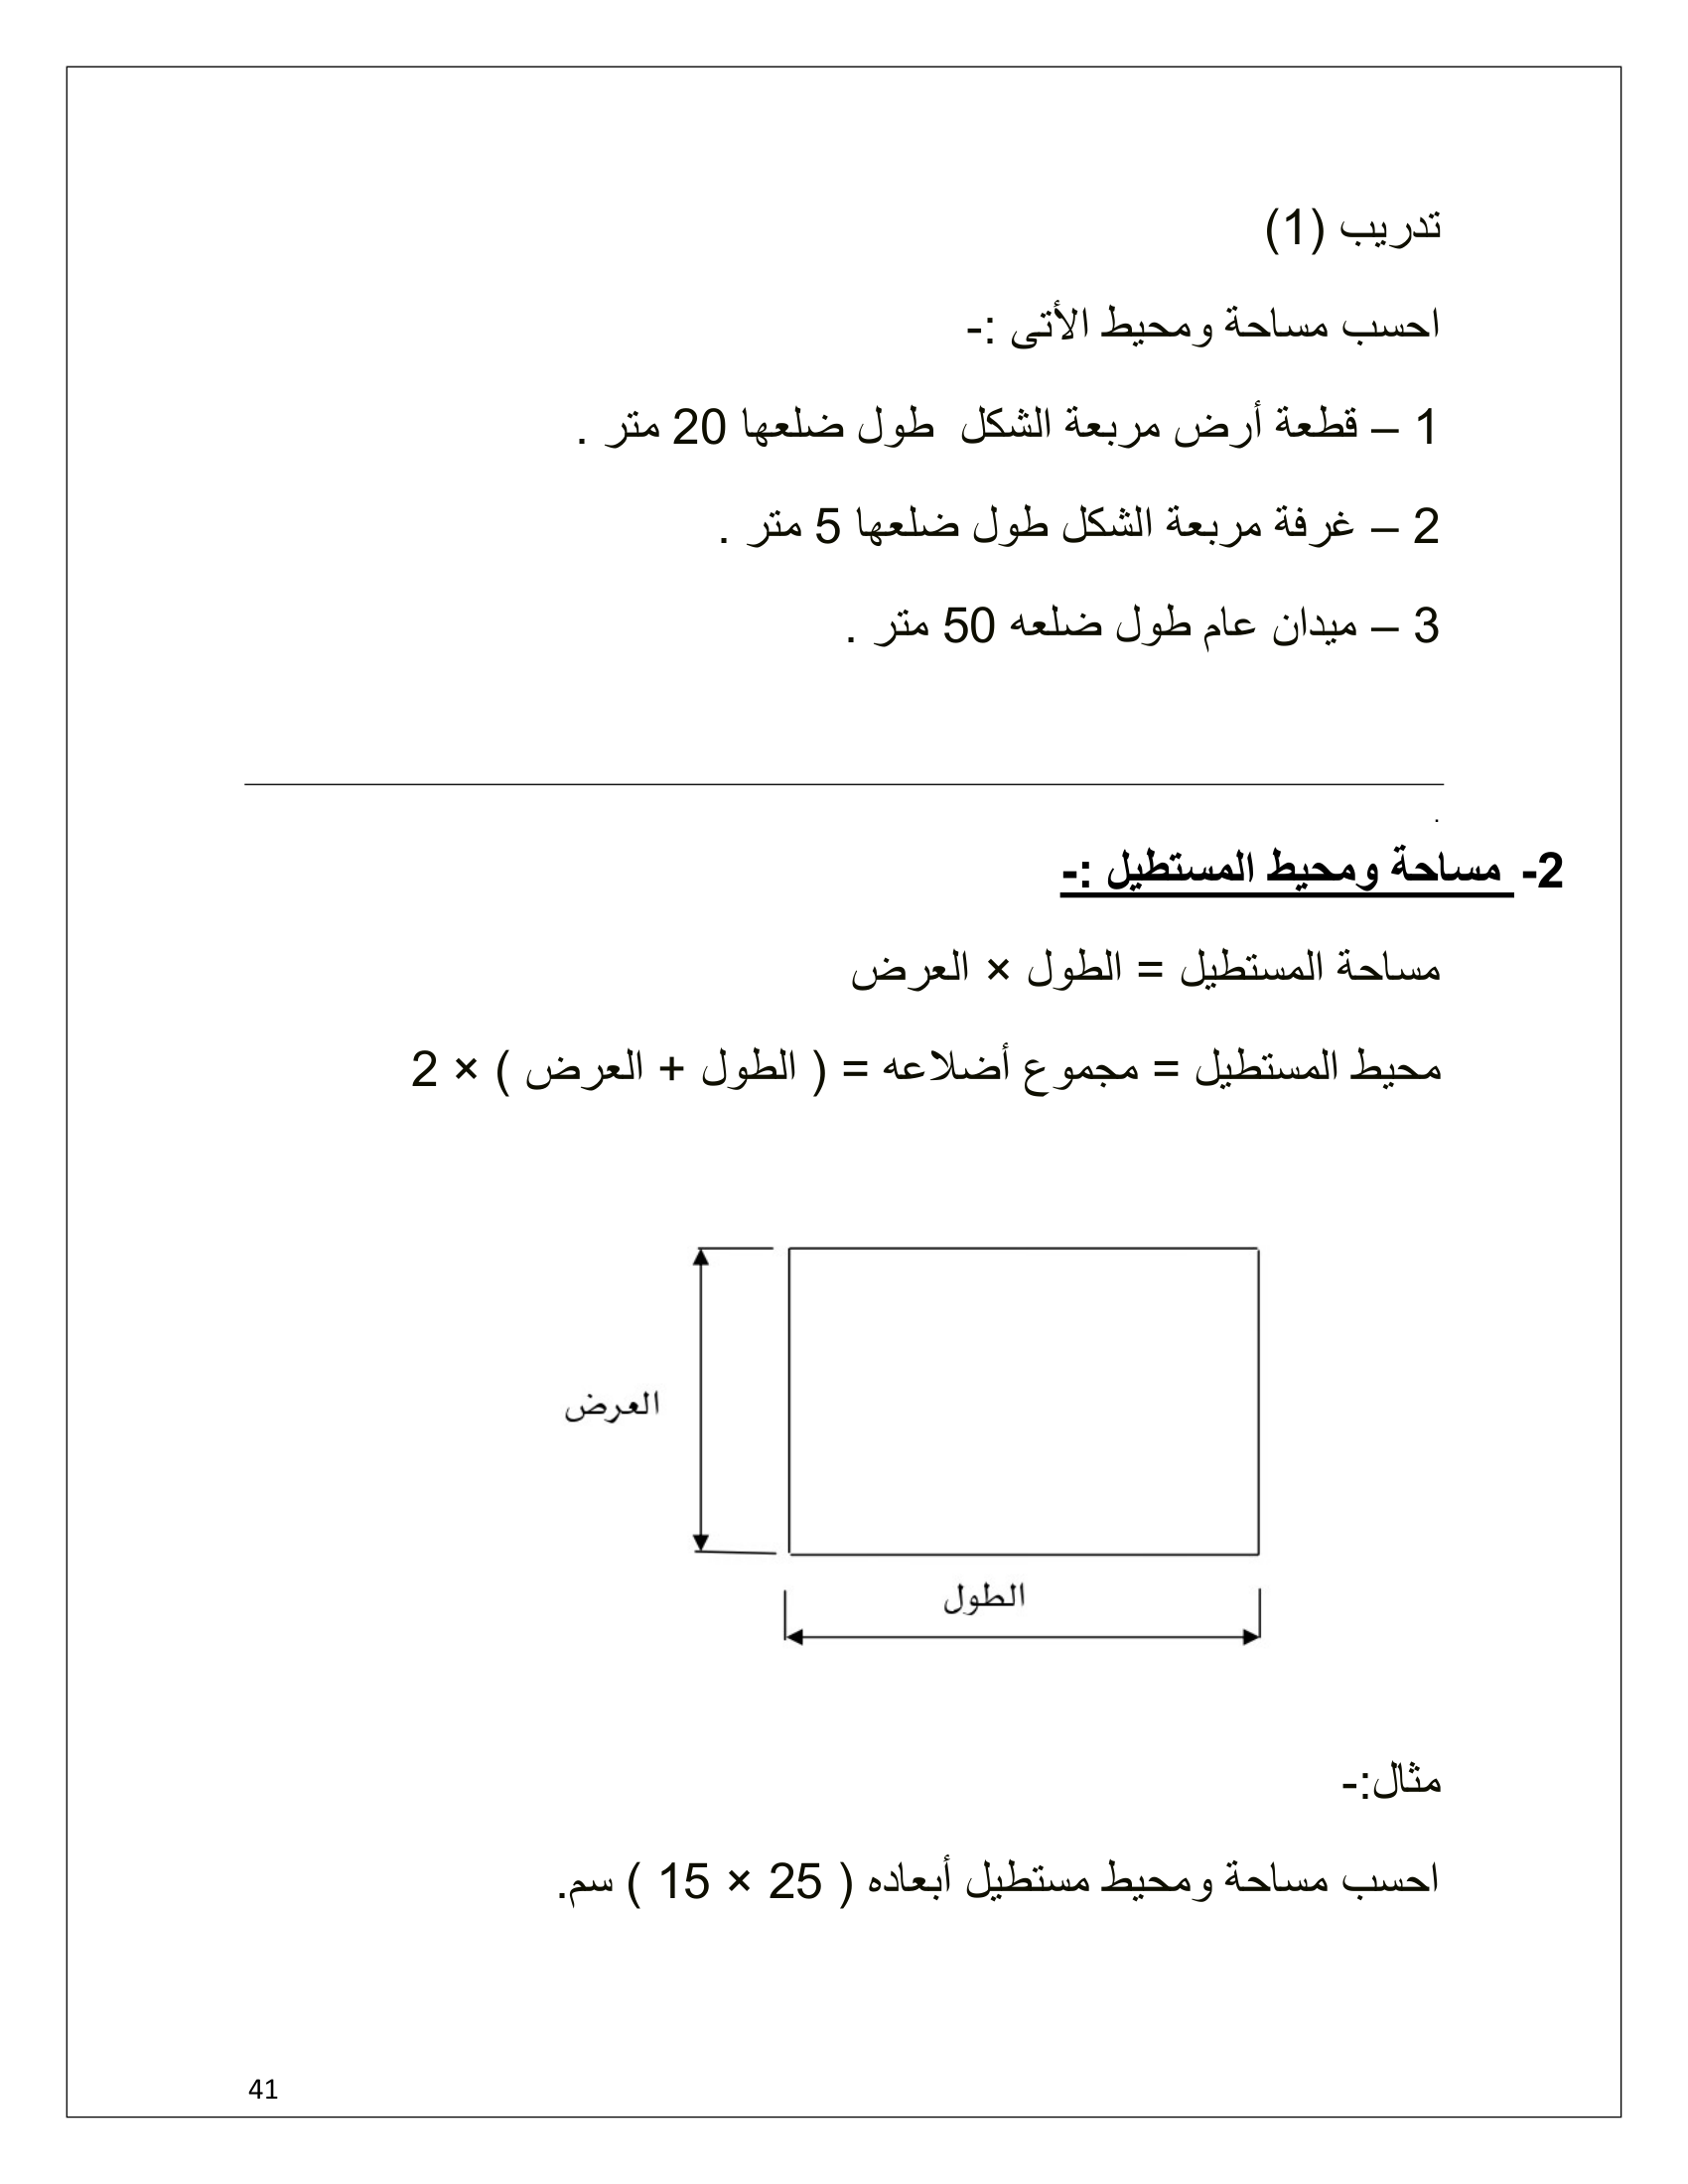 تدريب (1)
احسب مساحة ومحيط الأتى :-
1 – قطعة أرض مربعة الشكل طول ضلعها 20 متر .
2 – غرفة مربعة الشكل طول ضلعها 5 متر .
3 – ميدان عام طول ضلعه 50 متر .
.
2- مساحة ومحيط المستطيل :-
مساحة المستطيل = الطول × العرض
محيط المستطيل = مجموع أضلاعه = ( الطول + العرض ) × 2
العرض
الطول
مثال:-
احسب مساحة ومحيط مستطيل أبعاده ( 25 × 15 ) سم.
41